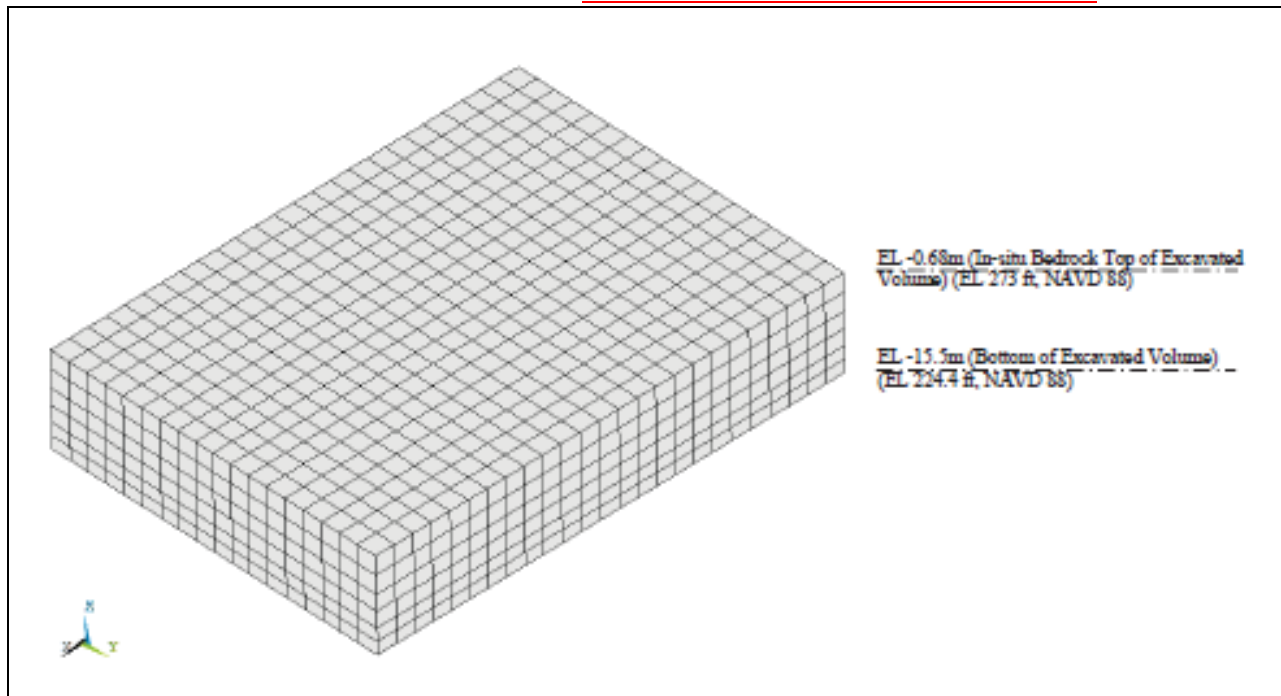 EL -0.68m (In-situ Bedrock Top of Excavated
Volume) (EL 273 ft, NAVD 88)
EL -15.5m (Bottom of Excavated Volume)
(EL 224.4 ft, NAVD 88)
Y